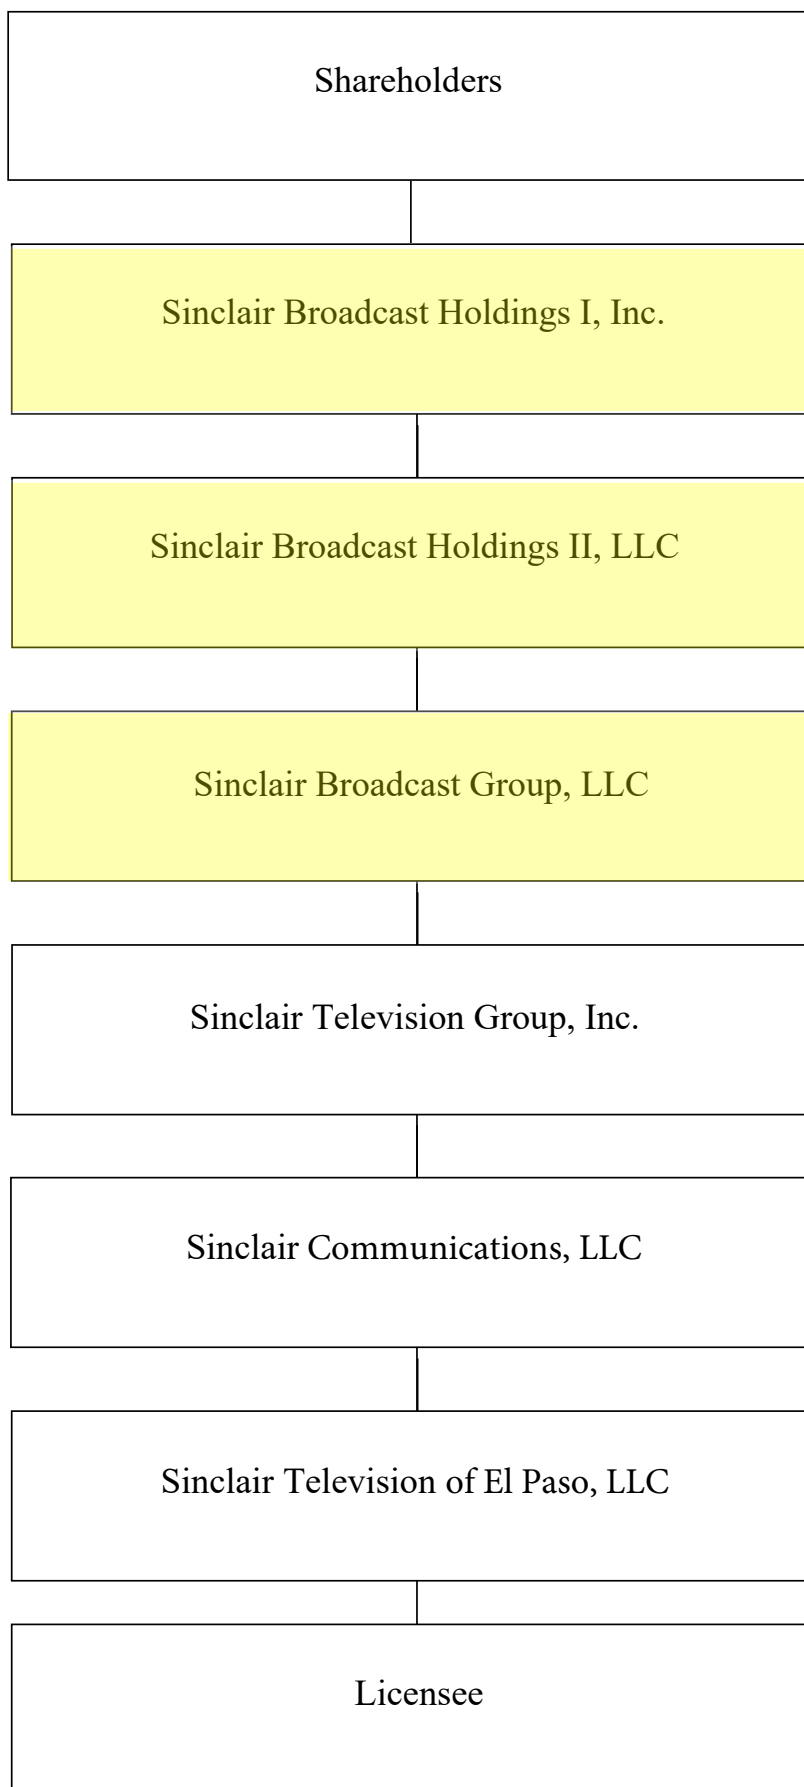 Shareholders
Sinclair Broadcast Holdings I, Inc.
Sinclair Broadcast Holdings II, LLC
Sinclair Broadcast Group, LLC
Sinclair Television Group, Inc.
Sinclair Communications, LLC
Sinclair Television of El Paso, LLC
Licensee